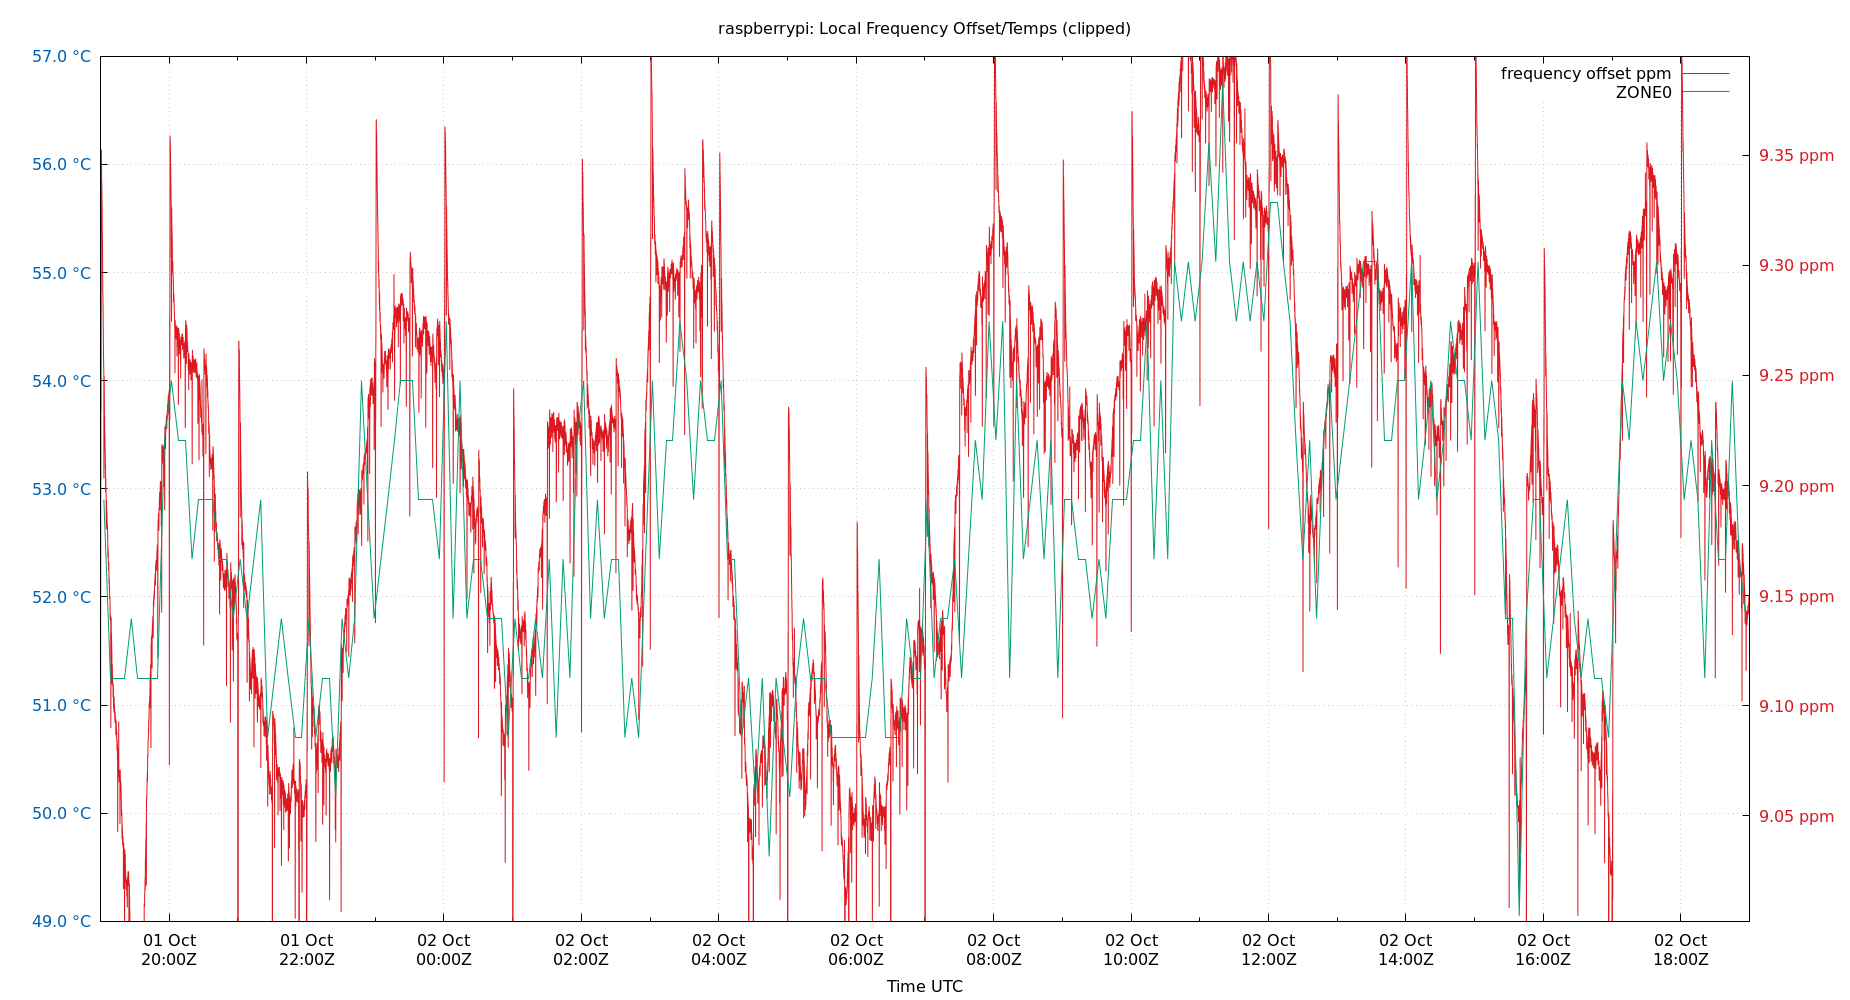 raspberrypi: Local Frequency Offset/Temps (clipped)
frequency offset ppm
ZONE0
57.0 °C
56.0 °C
55.0 °C
54.0 °C
53.0 °C
52.0 °C
51.0 °C
50.0 °C
49.0 °C
9.35 ppm
9.30 ppm
9.25 ppm
9.20 ppm
9.15 ppm
9.10 ppm
9.05 ppm
01 Oct 01 Oct 02 Oct 02 Oct 02 Oct 02 Oct 02 Oct 02 Oct 02 Oct 02 Oct 02 Oct 02 Oct
20:00Z 22:00Z 00:00Z 02:00Z 04:00Z 06:00Z 08:00Z 10:00Z 12:00Z 14:00Z 16:00Z 18:00Z
Time UTC